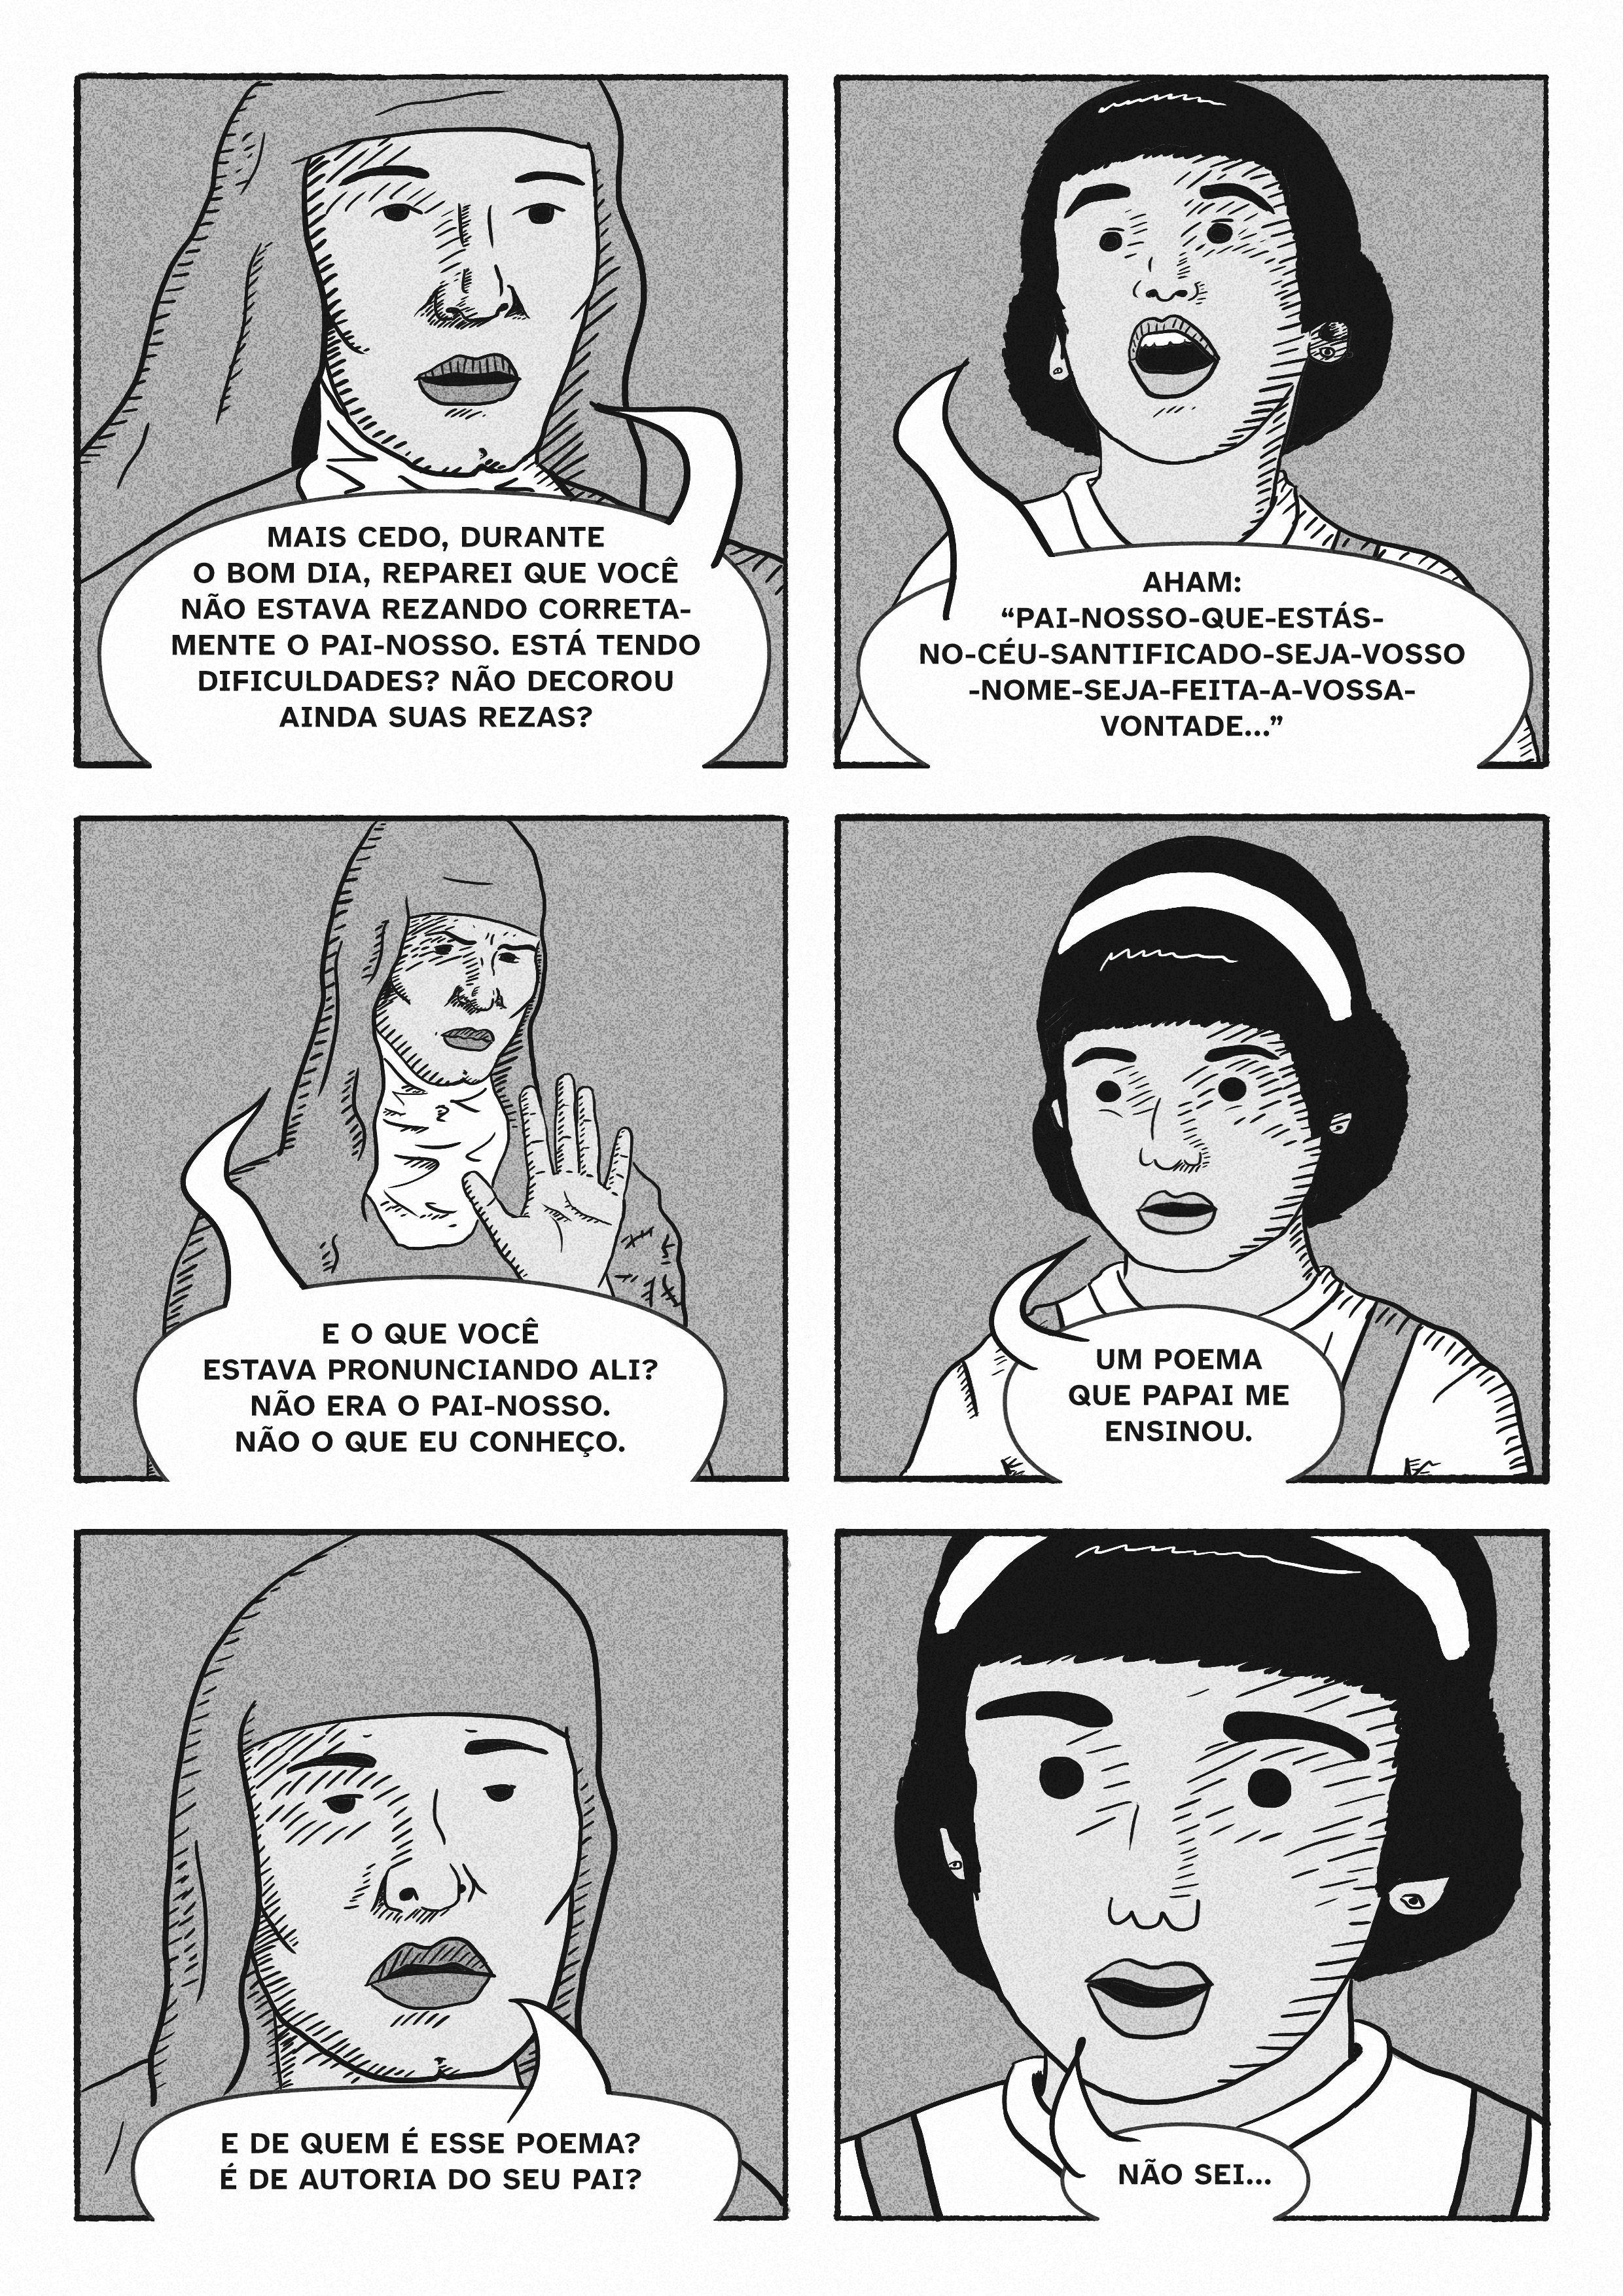 MAIS CEDO, DURANTE
O BOM DIA, REPAREI QUE VOCÊ
NÃO ESTAVA REZANDO CORRETA-
MENTE O PAI-NOSSO. ESTÁ TENDO
DIFICULDADES? NÃO DECOROU
AINDA SUAS REZAS?
AHAM:
“PAI-NOSSO-QUE-ESTÁS-
NO-CÉU-SANTIFICADO-SEJA-VOSSO
-NOME-SEJA-FEITA-A-VOSSA-
VONTADE...”
E O QUE VOCÊ
ESTAVA PRONUNCIANDO ALI?
NÃO ERA O PAI-NOSSO.
NÃO O QUE EU CONHEÇO.
UM POEMA
QUE PAPAI ME
ENSINOU.
E DE QUEM É ESSE POEMA?
É DE AUTORIA DO SEU PAI?
NÃO SEI...